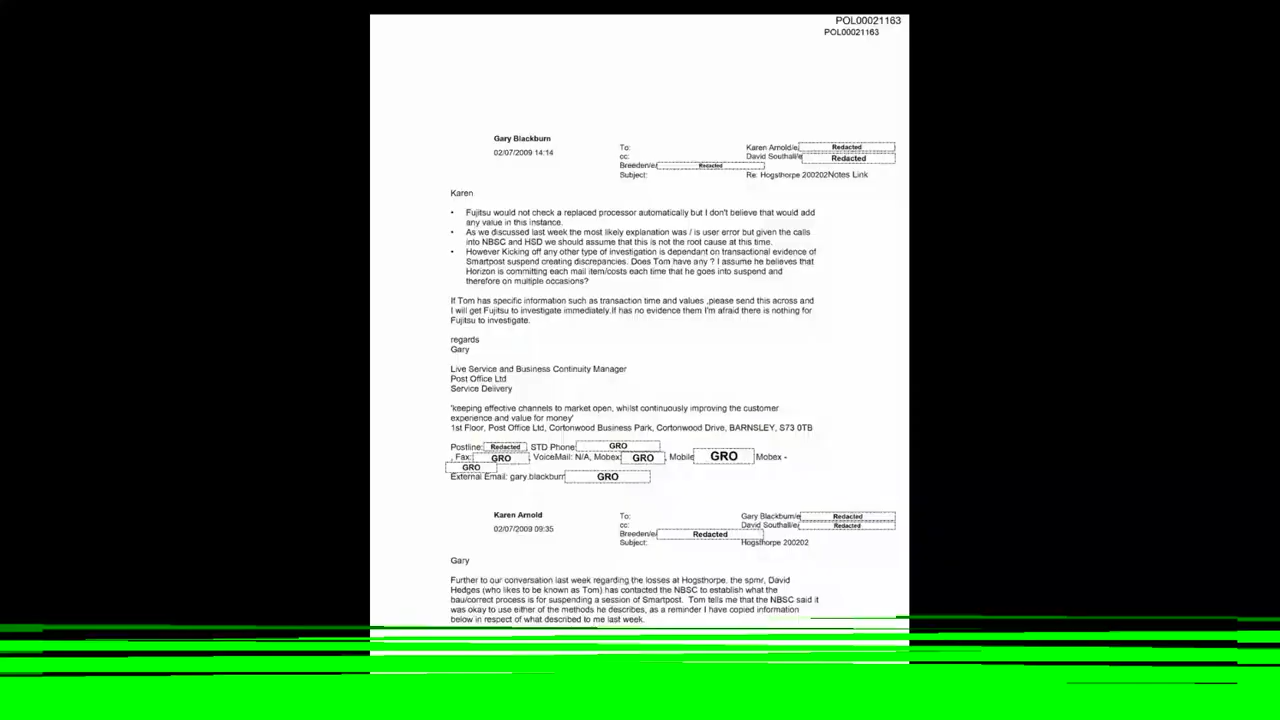 POL00021163
POL00021163
Gary Blackburn
02/07/2009 14:14
To: Karen Arnold/e Redacted
cc: David Southall/e Redacted
Breeden/e Redacted
Subject: Re: Hogsthorpe 200202Notes Link
Karen
• Fujitsu would not check a replaced processor automatically but I don't believe that would add
any value in this instance.
• As we discussed last week the most likely explanation was / is user error but given the calls
into NBSC and HSD we should assume that this is not the root cause at this time.
• However Kicking off any other type of investigation is dependant on transactional evidence of
Smartpost suspend creating discrepancies. Does Tom have any ? I assume he believes that
Horizon is committing each mail item/costs each time that he goes into suspend and
therefore on multiple occasions?
If Tom has specific information such as transaction time and values ,please send this across and
I will get Fujitsu to investigate immediately.If has no evidence them I'm afraid there is nothing for
Fujitsu to investigate.
regards
Gary
Live Service and Business Continuity Manager
Post Office Ltd
Service Delivery
'keeping effective channels to market open, whilst continuously improving the customer
experience and value for money'
1st Floor, Post Office Ltd, Cortonwood Business Park, Cortonwood Drive, BARNSLEY, S73 0TB
Postline: Redacted STD Phone: GRO
, Fax: GRO , VoiceMail: N/A, Mobex: GRO , Mobile GRO Mobex -
GRO
External Email: gary.blackburn GRO
Karen Arnold
02/07/2009 09:35
To: Gary Blackburn/e Redacted
cc: David Southall/e Redacted
Breeden/e Redacted
Subject: Hogsthorpe 200202
Gary
Further to our conversation last week regarding the losses at Hogsthorpe, the spmr, David
Hedges (who likes to be known as Tom) has contacted the NBSC to establish what the
bau/correct process is for suspending a session of Smartpost. Tom tells me that the NBSC said it
was okay to use either of the methods he describes, as a reminder I have copied information
below in respect of what described to me last week.